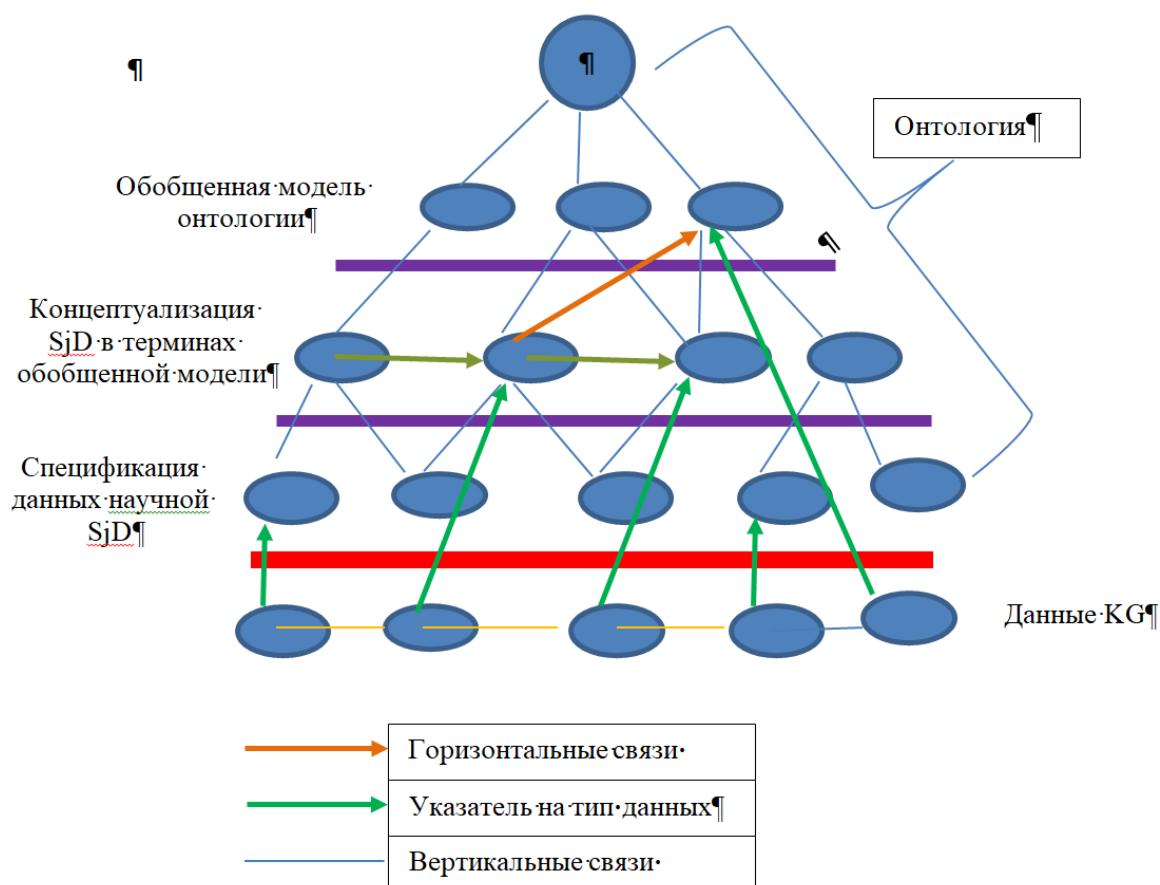 ¶
¶
Онтология¶
Обобщенная·модель·
онтологии¶
¶
Концептуализация·
SjD·в·терминах·
обобщенной·модели¶
Спецификация·
данных·научной·
SjD¶
Данные·KG¶
Горизонтальные·связи·
Указатель·на·тип·данных¶
Вертикальные·связи·